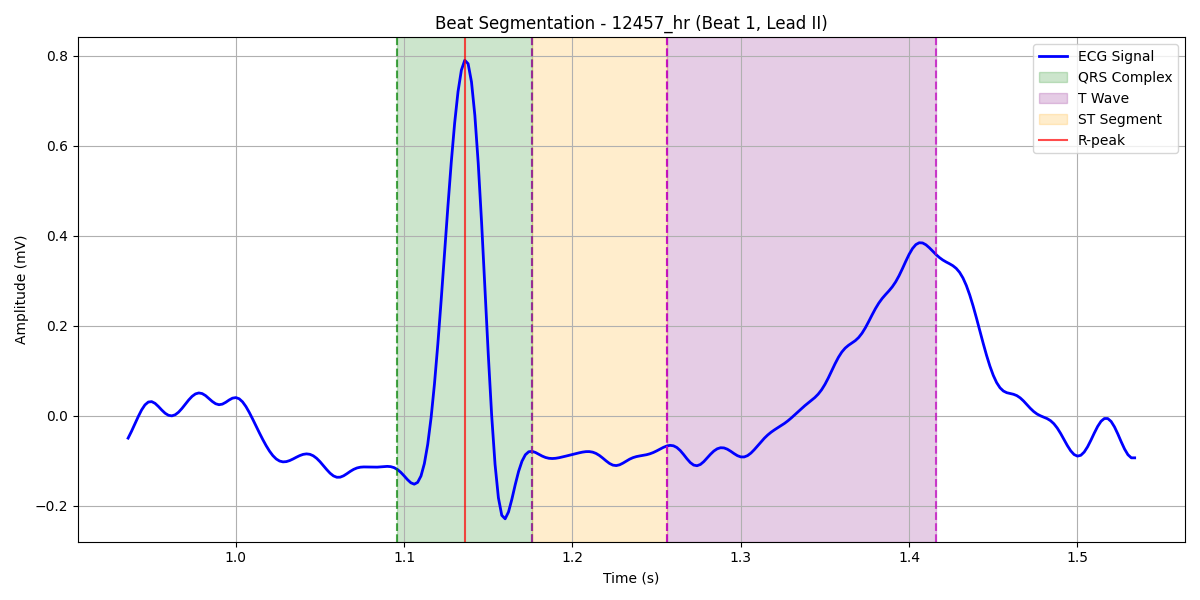 Beat Segmentation - 12457_hr (Beat 1, Lead II)
ECG Signal
QRS Complex
T Wave
ST Segment
R-peak
Amplitude (mV)
0.8
0.6
0.4
0.2
0.0
−0.2
1.0
1.1
1.2
1.3
1.4
1.5
Time (s)